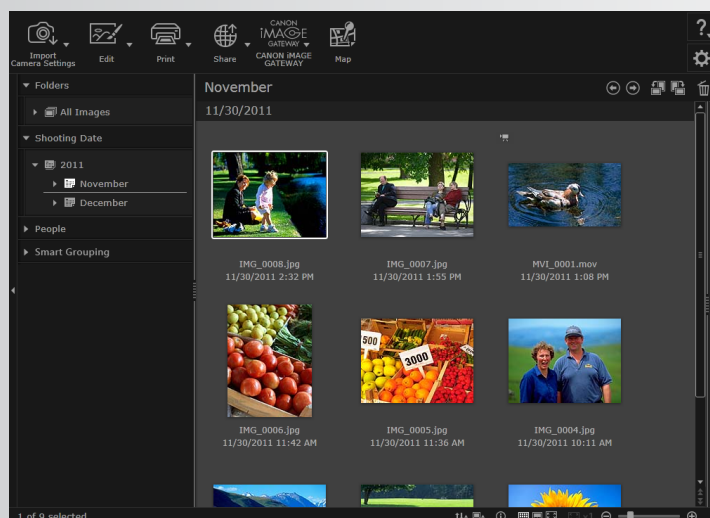 CANON
iMAGE
GATEWAY
Import
Camera Settings
Edit
Print
Share
CANON iMAGE
GATEWAY
Map
?
Folders
All Images
Shooting Date
2011
November
December
People
Smart Grouping
November
11/30/2011
IMG_0008.jpg
11/30/2011 2:32 PM
IMG_0007.jpg
11/30/2011 1:55 PM
MVI_0001.mov
11/30/2011 1:08 PM
500
3000
IMG_0006.jpg
11/30/2011 11:42 AM
IMG_0005.jpg
11/30/2011 11:36 AM
IMG_0004.jpg
11/30/2011 10:11 AM
1 of 9 selected